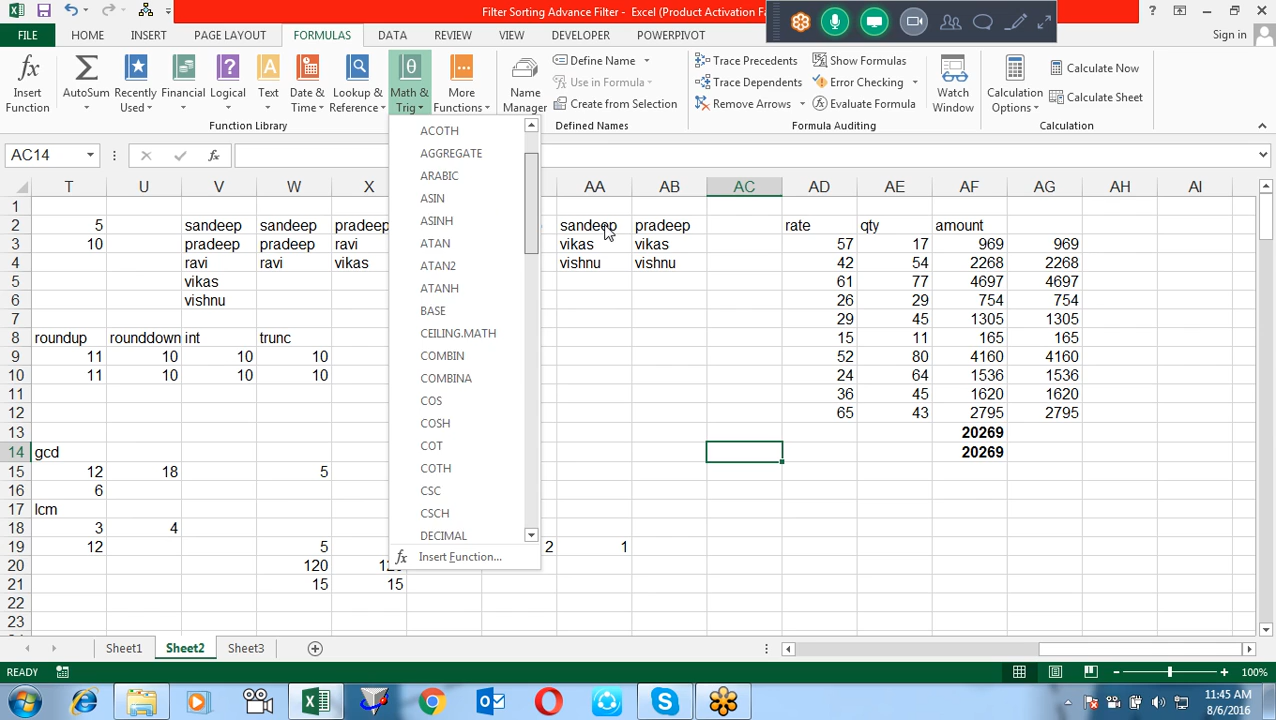 Filter Sorting Advance Filter - Excel (Product Activation Fa
Sign in
FILE HOME INSERT PAGE LAYOUT FORMULAS DATA REVIEW VIEW DEVELOPER POWERPIVOT
Insert Function
AutoSum
Recently Used
Financial
Logical
Text
Date & Time
Lookup & Reference
Math & Trig
More Functions
Name Manager
Define Name
Use in Formula
Create from Selection
Trace Precedents
Trace Dependents
Remove Arrows
Show Formulas
Error Checking
Evaluate Formula
Watch Window
Calculation Options
Calculate Now
Calculate Sheet
Function Library
Defined Names
Formula Auditing
Calculation
AC14
fx
ACOTH
AGGREGATE
ARABIC
ASIN
ASINH
ATAN
ATAN2
ATANH
BASE
CEILING.MATH
COMBIN
COMBINA
COS
COSH
COT
COTH
CSC
CSCH
DECIMAL
fx Insert Function...
T U V W X AA AB AC AD AE AF AG AH AI
1
2 5 sandeep sandeep pradeep sandeep pradeep rate qty amount
3 10 pradeep pradeep ravi vikas vikas 57 17 969 969
4 ravi ravi vikas vishnu vishnu 42 54 2268 2268
5 vikas 61 77 4697 4697
6 vishnu 26 29 754 754
7 29 45 1305 1305
8 roundup rounddown int trunc 15 11 165 165
9 11 10 10 10 52 80 4160 4160
10 11 10 10 10 24 64 1536 1536
11 36 45 1620 1620
12 65 43 2795 2795
13 20269
14 gcd 20269
15 12 18 5
16 6
17 lcm
18 3 4
19 12 5 2 1
20 120
21 15 15
22
23
Sheet1 Sheet2 Sheet3
READY
100%
11:45 AM
8/6/2016